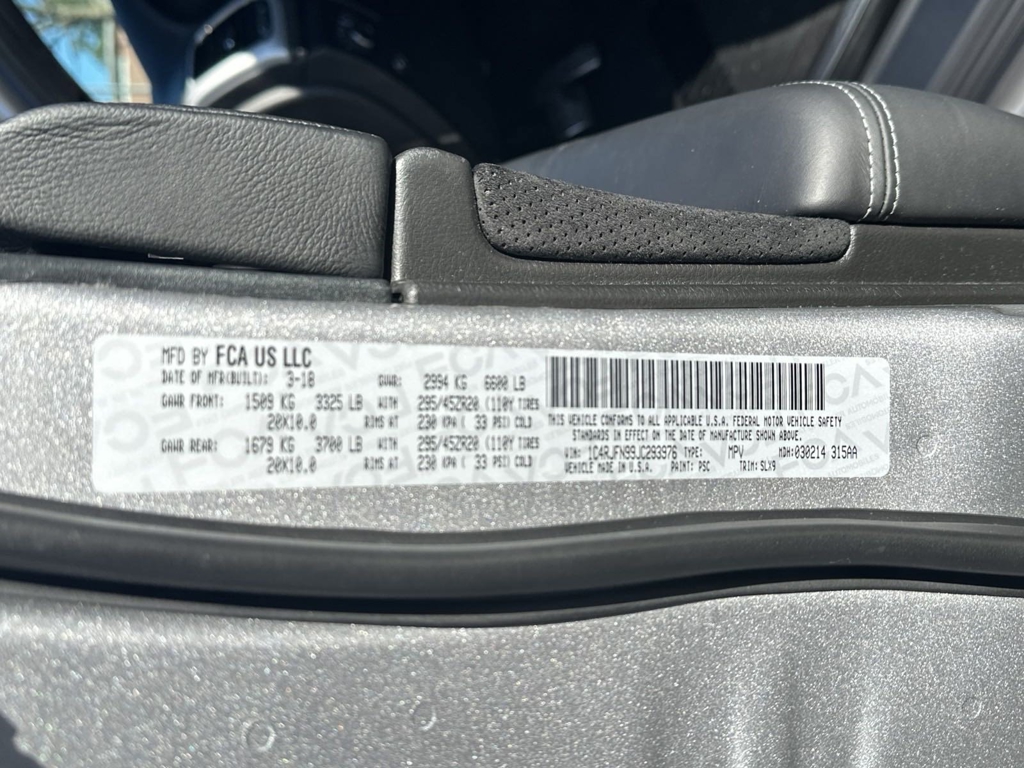 MFD BY FCA US LLC
DATE OF MFR(BUILT): 3-18 GVWR: 2994 KG 6600 LB
GAWR FRONT: 1509 KG 3325 LB WITH 295/45ZR20 (110Y TIRES
20X10.0 RIMS AT 230 KPA ( 33 PSI) COLD
GAWR REAR: 1679 KG 3700 LB WITH 295/45ZR20 (110Y TIRES
20X10.0 RIMS AT 230 KPA ( 33 PSI) COLD
THIS VEHICLE CONFORMS TO ALL APPLICABLE U.S.A. FEDERAL MOTOR VEHICLE SAFETY
STANDARDS IN EFFECT ON THE DATE OF MANUFACTURE SHOWN ABOVE.
VIN: 1C4RJFN99JC293976 TYPE: MPV MDH:030214 315AA
VEHICLE MADE IN U.S.A. PAINT: PSC TRIM: SLX9
FCA